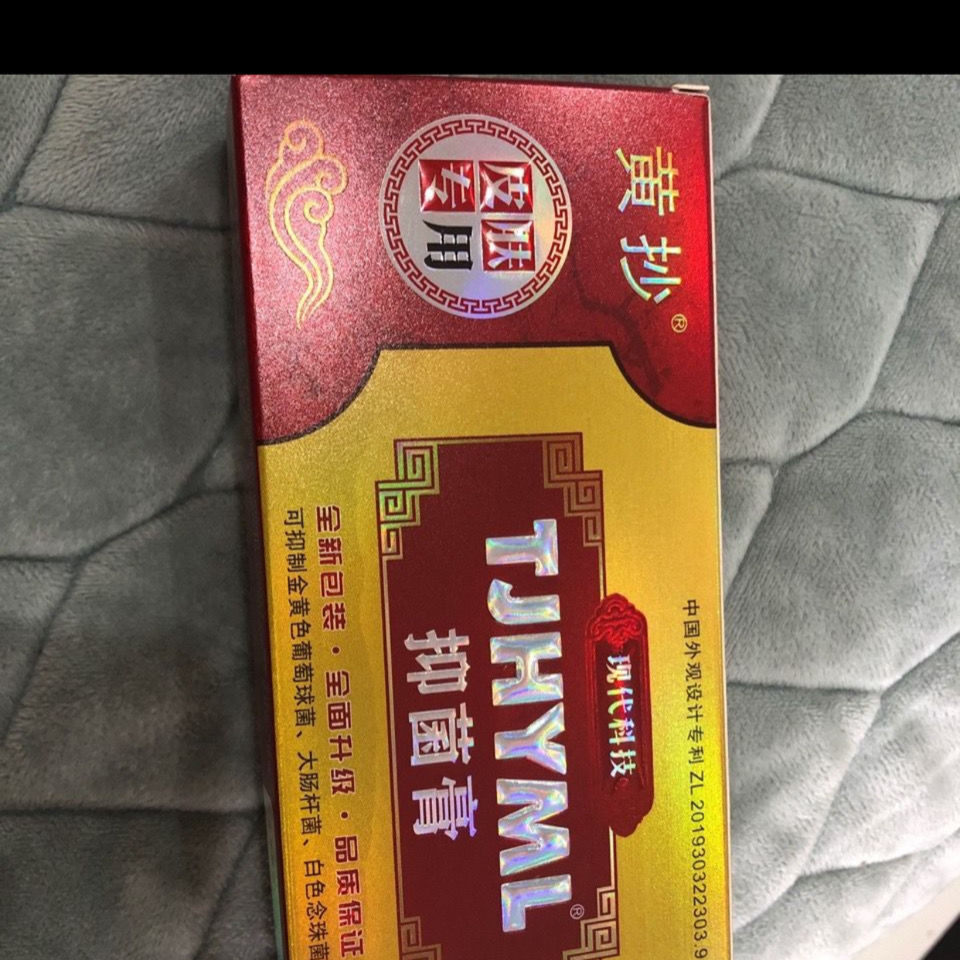 黄抄®
皮肤
专用
中国外观设计专利 ZL 201930322303.9
现代科技
TJHYML®
抑菌膏
全新包装·全面升级·品质保证
可抑制金黄色葡萄球菌、大肠杆菌、白色念珠菌